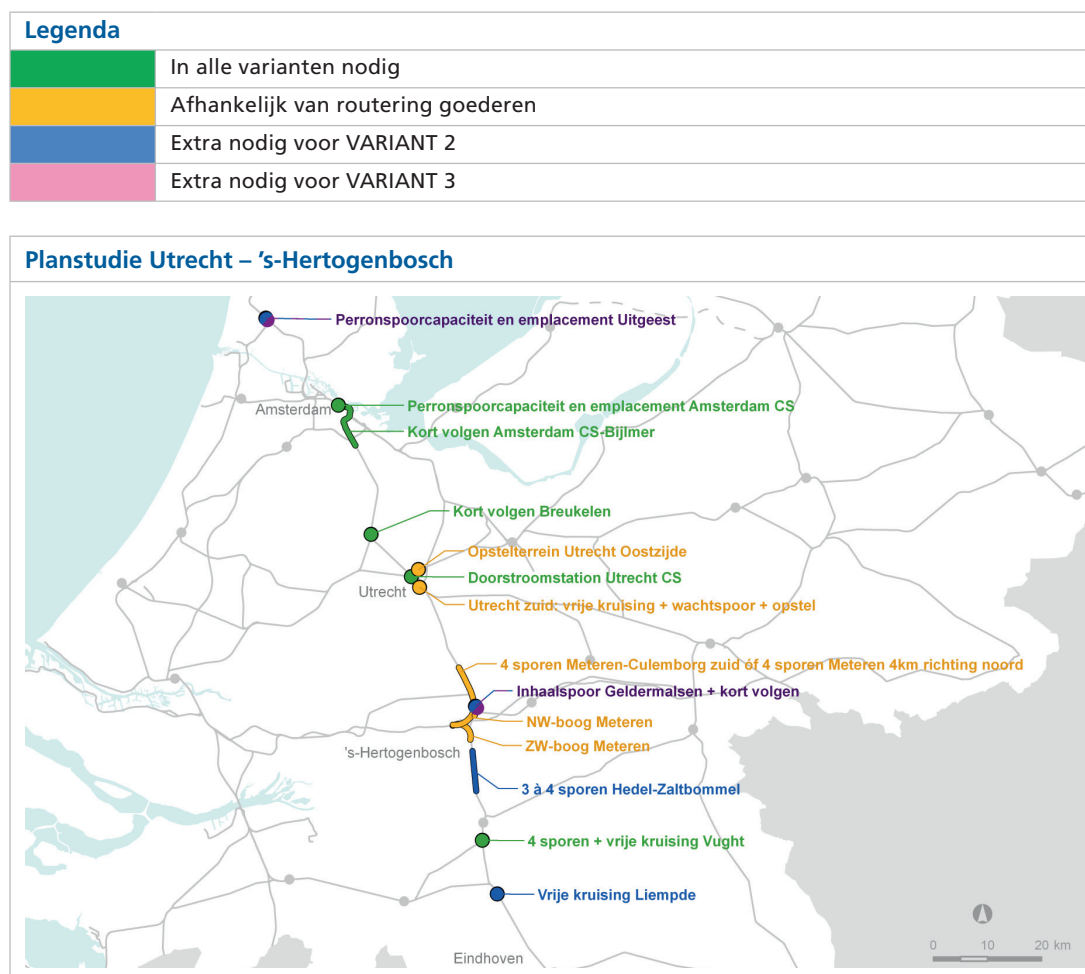 Legenda
In alle varianten nodig
Afhankelijk van routering goederen
Extra nodig voor VARIANT 2
Extra nodig voor VARIANT 3
Planstudie Utrecht – 's-Hertogenbosch
Perronspoorcapaciteit en emplacement Uitgeest
Amsterdam
Perronspoorcapaciteit en emplacement Amsterdam CS
Kort volgen Amsterdam CS-Bijlmer
Kort volgen Breukelen
Opstelterrein Utrecht Oostzijde
Doorstroomstation Utrecht CS
Utrecht
Utrecht zuid: vrije kruising + wachtspoor + opstel
4 sporen Meteren-Culemborg zuid óf 4 sporen Meteren 4km richting noord
Inhaalspoor Geldermalsen + kort volgen
NW-boog Meteren
ZW-boog Meteren
's-Hertogenbosch
3 à 4 sporen Hedel-Zaltbommel
4 sporen + vrije kruising Vught
Vrije kruising Liempde
Eindhoven
0 10 20 km